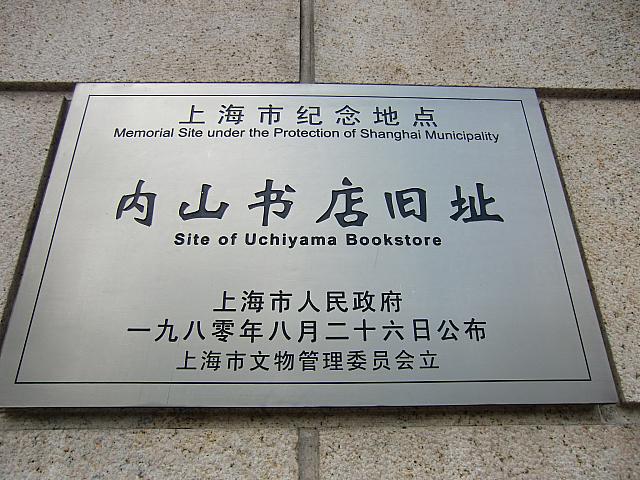 上海市纪念地点
Memorial Site under the Protection of Shanghai Municipality
内山书店旧址
Site of Uchiyama Bookstore
上海市人民政府
一九八零年八月二十六日公布
上海市文物管理委员会立